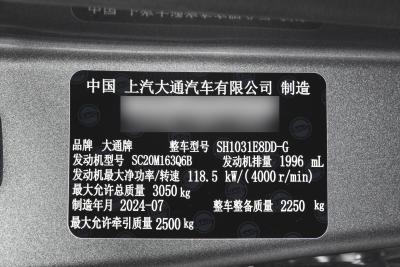 中国 上汽大通汽车有限公司 制造
品牌 大通牌 整车型号 SH1031E8DD-G
发动机型号 SC20M163Q6B 发动机排量 1996 mL
发动机最大净功率/转速 118.5 kW/(4000 r/min)
最大允许总质量 3050 kg
制造年月 2024-07 整车整备质量 2250 kg
最大允许牵引质量 2500 kg